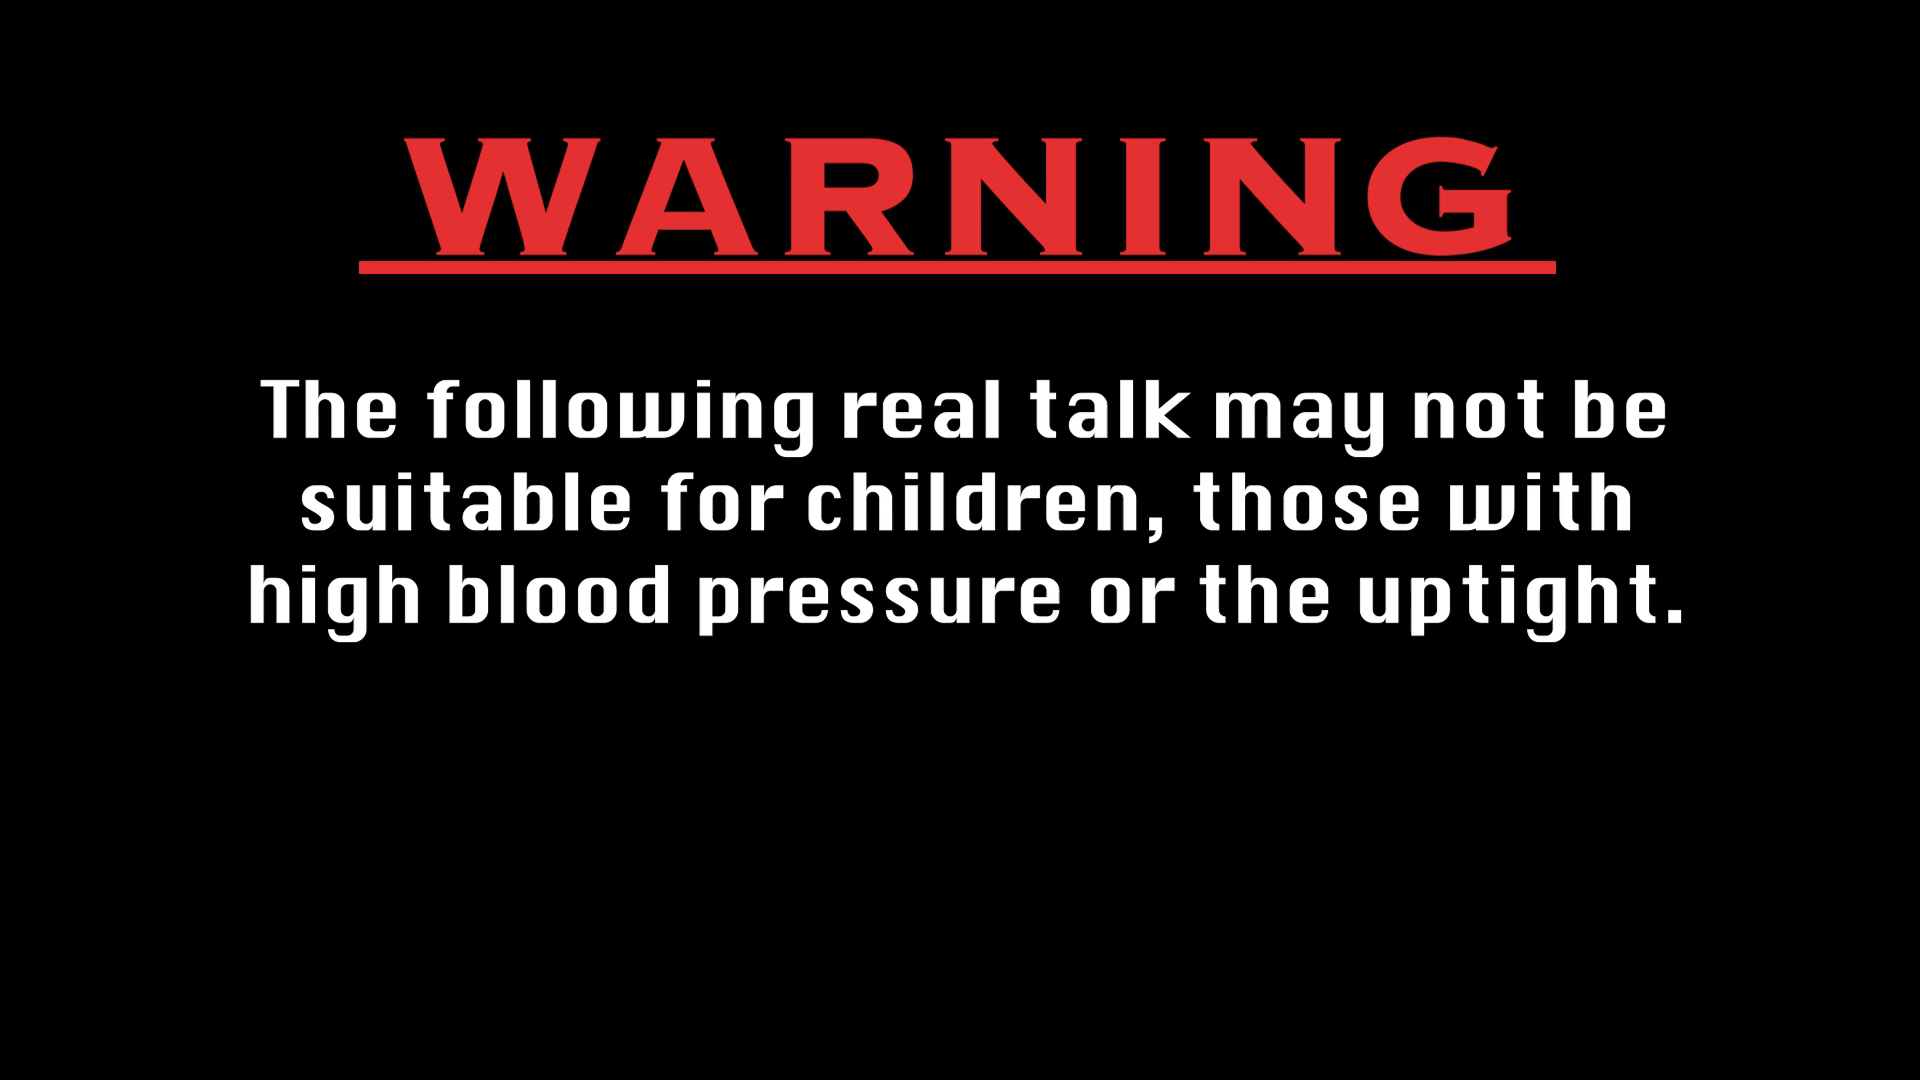 WARNING
The following real talk may not be
suitable for children, those with
high blood pressure or the uptight.